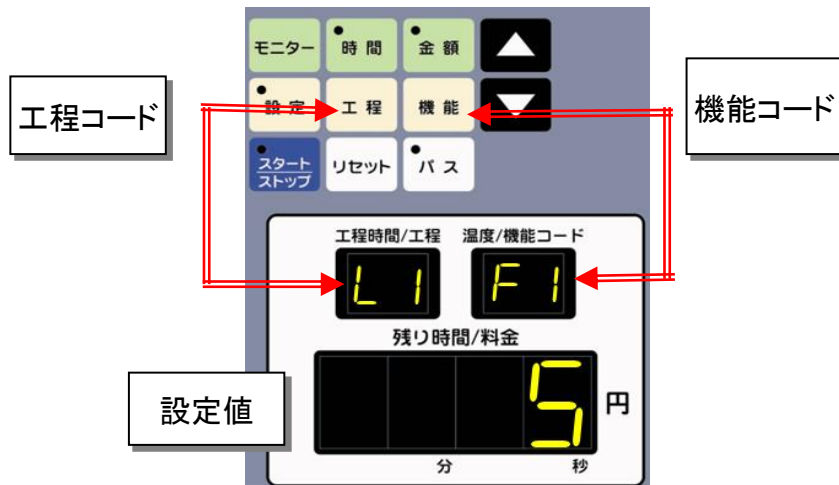 モニター 時間 金額
工程コード
設定 工程 機能
機能コード
スタート リセット パス
ストップ
工程時間/工程 温度/機能コード
L1 F1
残り時間/料金
設定値
5 円
分 秒